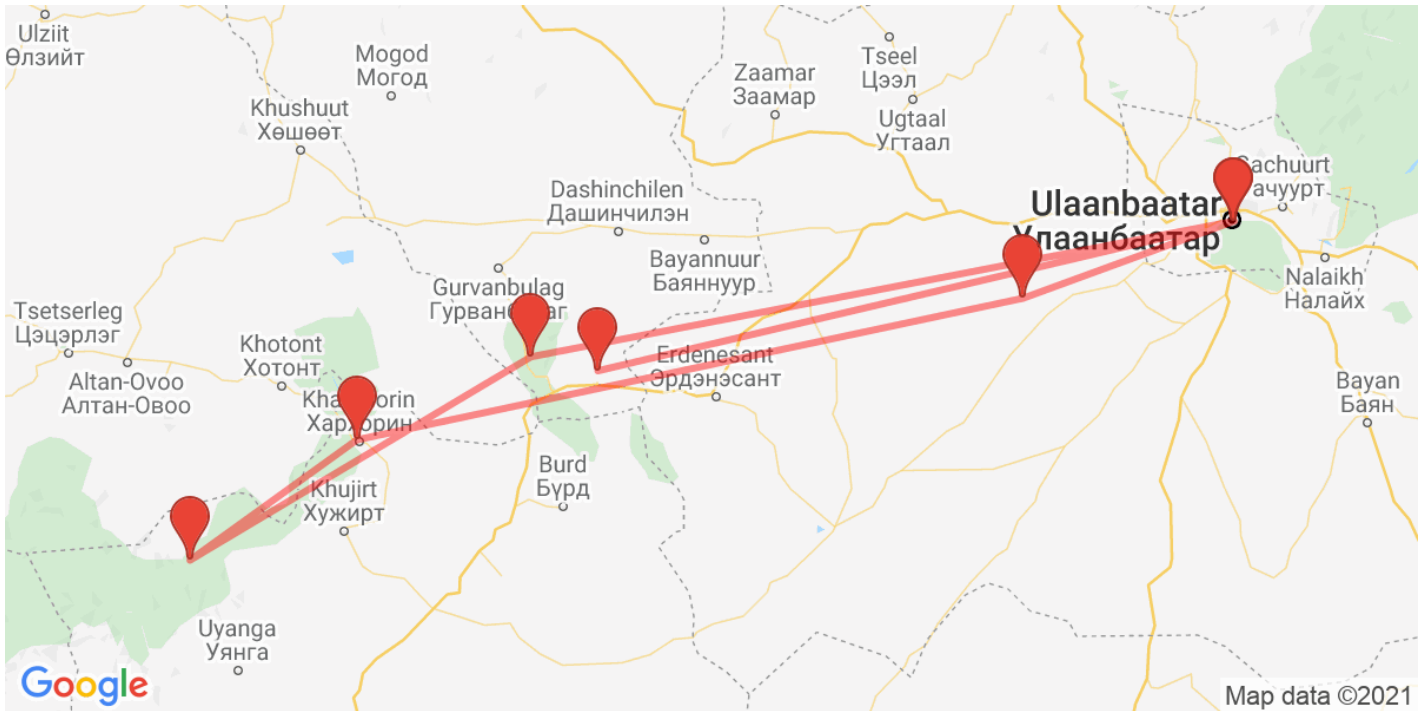 Ulziit
Өлзийт
Mogod
Могод
Tseel
Цээл
Zaamar
Заамар
Khushuut
Хөшөөт
Ugtaal
Угтаал
Dashinchilen
Дашинчилэн
Ulaanbaatar
Bayannuur
Баяннуур
Nalaikh
Налайх
Gurvanbulag
Tsetserleg
Цэцэрлэг
Khotont
Хотонт
Erdenesant
Эрдэнэсант
Altan-Ovoo
Алтан-Овоо
Bayan
Баян
Burd
Бүрд
Khujirt
Хужирт
Uyanga
Уянга
Google
Map data ©2021